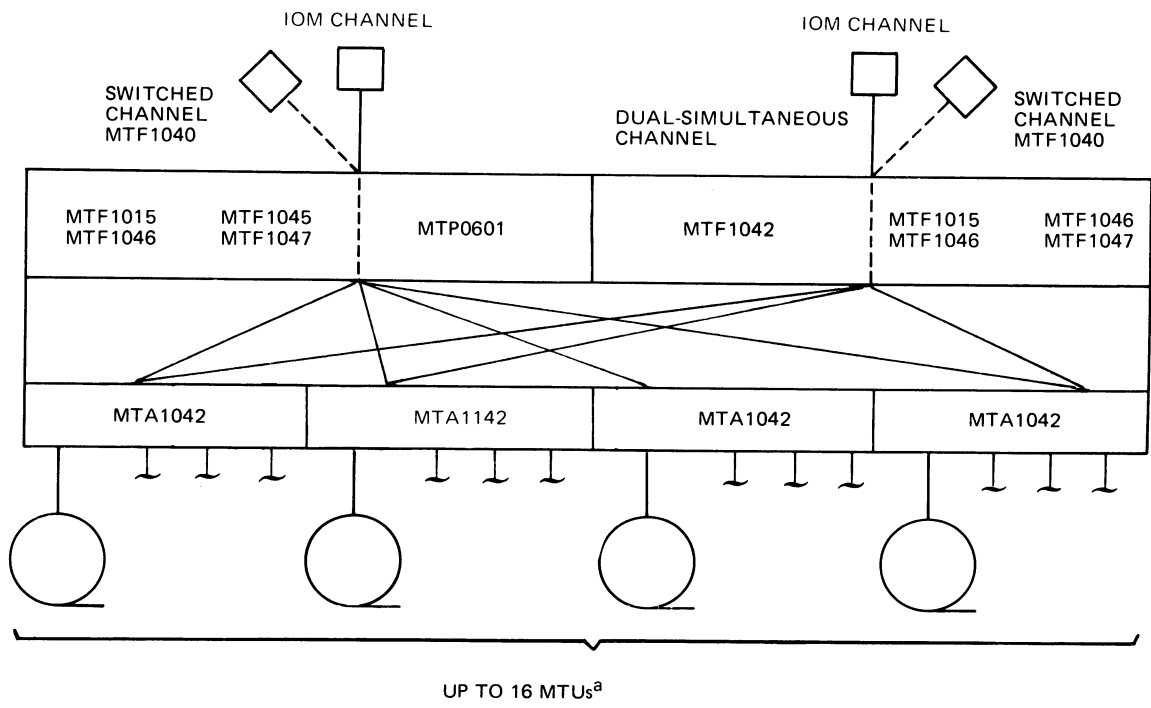 IOM CHANNEL
IOM CHANNEL
SWITCHED
CHANNEL
MTF1040
DUAL-SIMULTANEOUS
CHANNEL
SWITCHED
CHANNEL
MTF1040
MTF1015
MTF1046
MTF1045
MTF1047
MTP0601
MTF1042
MTF1015
MTF1046
MTF1046
MTF1047
MTA1042
MTA1142
MTA1042
MTA1042
UP TO 16 MTUsᵃ